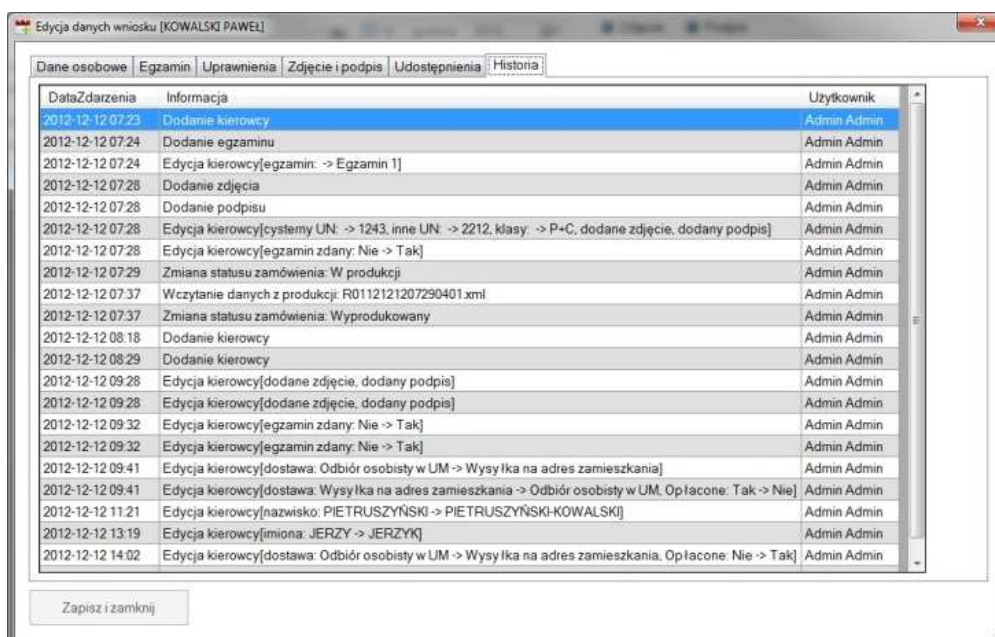 Edycja danych wniosku [KOWALSKI PAWEŁ]
Dane osobowe Egzamin Uprawnienia Zdjęcie i podpis Udostępnienia Historia
DataZdarzenia Informacja Użytkownik
2012-12-12 07:23 Dodanie kierowcy Admin Admin
2012-12-12 07:24 Dodanie egzaminu Admin Admin
2012-12-12 07:24 Edycja kierowcy[egzamin: -> Egzamin 1] Admin Admin
2012-12-12 07:28 Dodanie zdjęcia Admin Admin
2012-12-12 07:28 Dodanie podpisu Admin Admin
2012-12-12 07:28 Edycja kierowcy[cysterny UN: -> 1243, inne UN: -> 2212, klasy: -> P+C, dodane zdjęcie, dodany podpis] Admin Admin
2012-12-12 07:28 Edycja kierowcy[egzamin zdany: Nie -> Tak] Admin Admin
2012-12-12 07:29 Zmiana statusu zamówienia: W produkcji Admin Admin
2012-12-12 07:37 Wczytanie danych z produkcji: R0112121207290401.xml Admin Admin
2012-12-12 07:37 Zmiana statusu zamówienia: Wyprodukowany Admin Admin
2012-12-12 08:18 Dodanie kierowcy Admin Admin
2012-12-12 08:29 Dodanie kierowcy Admin Admin
2012-12-12 09:28 Edycja kierowcy[dodane zdjęcie, dodany podpis] Admin Admin
2012-12-12 09:28 Edycja kierowcy[dodane zdjęcie, dodany podpis] Admin Admin
2012-12-12 09:32 Edycja kierowcy[egzamin zdany: Nie -> Tak] Admin Admin
2012-12-12 09:32 Edycja kierowcy[egzamin zdany: Nie -> Tak] Admin Admin
2012-12-12 09:41 Edycja kierowcy[dostawa: Odbiór osobisty w UM -> Wysyłka na adres zamieszkania] Admin Admin
2012-12-12 09:41 Edycja kierowcy[dostawa: Wysyłka na adres zamieszkania -> Odbiór osobisty w UM, Opłacone: Tak -> Nie] Admin Admin
2012-12-12 11:21 Edycja kierowcy[nazwisko: PIETRUSZYŃSKI -> PIETRUSZYŃSKI-KOWALSKI] Admin Admin
2012-12-12 13:19 Edycja kierowcy[imiona: JERZY -> JERZYK] Admin Admin
2012-12-12 14:02 Edycja kierowcy[dostawa: Odbiór osobisty w UM -> Wysyłka na adres zamieszkania, Opłacone: Nie -> Tak] Admin Admin
Zapisz i zamknij